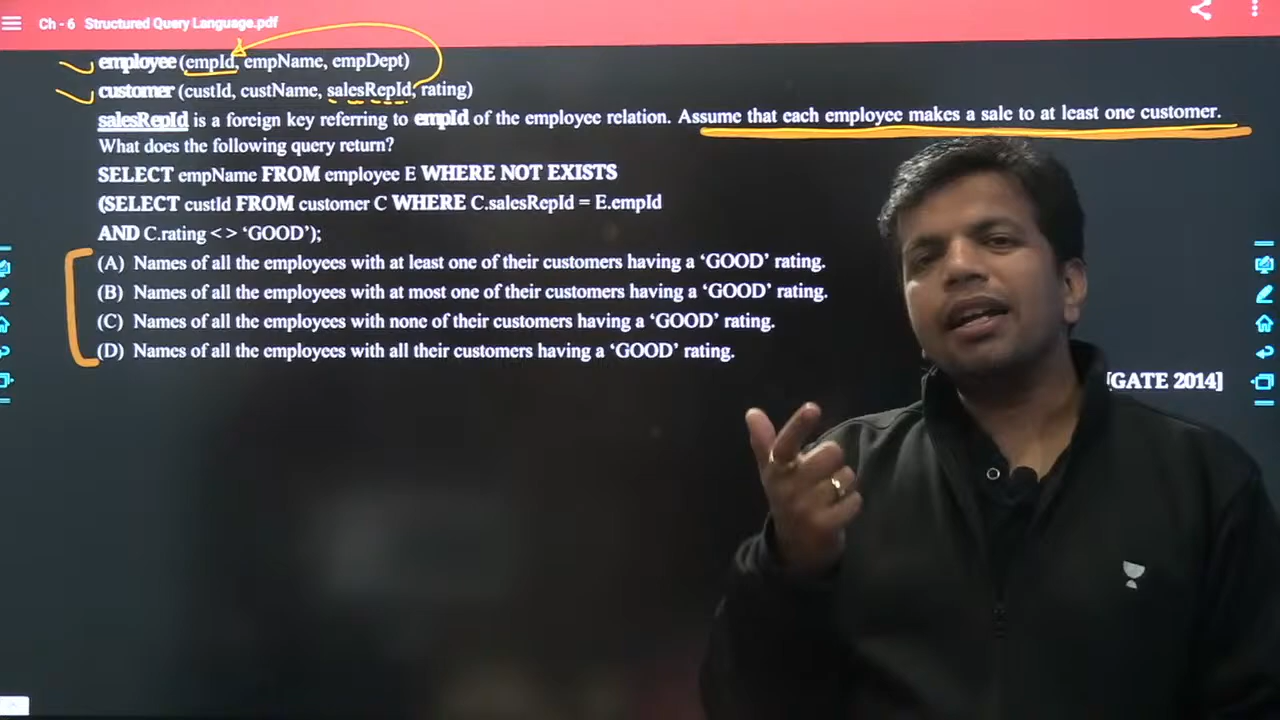 Ch - 6 Structured Query Language.pdf
employee (empId, empName, empDept)
customer (custId, custName, salesRepId, rating)
salesRepId is a foreign key referring to empId of the employee relation. Assume that each employee makes a sale to at least one customer.
What does the following query return?
SELECT empName FROM employee E WHERE NOT EXISTS
(SELECT custId FROM customer C WHERE C.salesRepId = E.empId
AND C.rating < > ‘GOOD’);
(A) Names of all the employees with at least one of their customers having a ‘GOOD’ rating.
(B) Names of all the employees with at most one of their customers having a ‘GOOD’ rating.
(C) Names of all the employees with none of their customers having a ‘GOOD’ rating.
(D) Names of all the employees with all their customers having a ‘GOOD’ rating.
[GATE 2014]